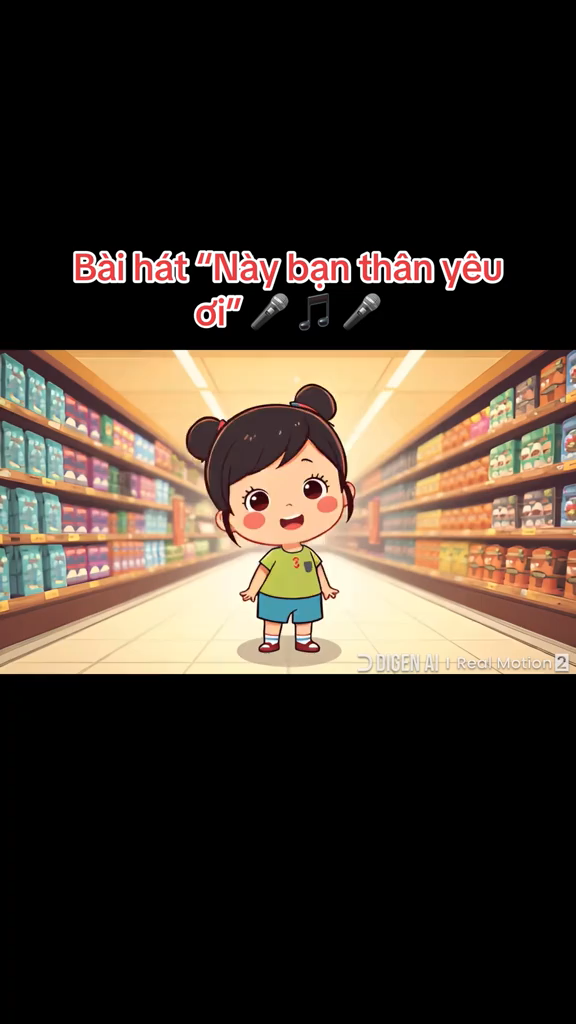 Bài hát “Này bạn thân yêu
ơi” 🎤 🎵 🎤
3
DIGEN AI | Real Motion 2